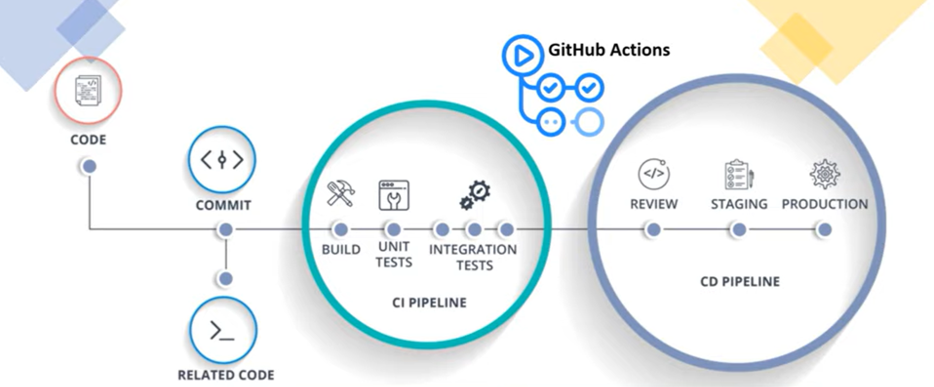 GitHub Actions
CODE
COMMIT
RELATED CODE
BUILD
UNIT
TESTS
INTEGRATION
TESTS
CI PIPELINE
REVIEW
STAGING
PRODUCTION
CD PIPELINE